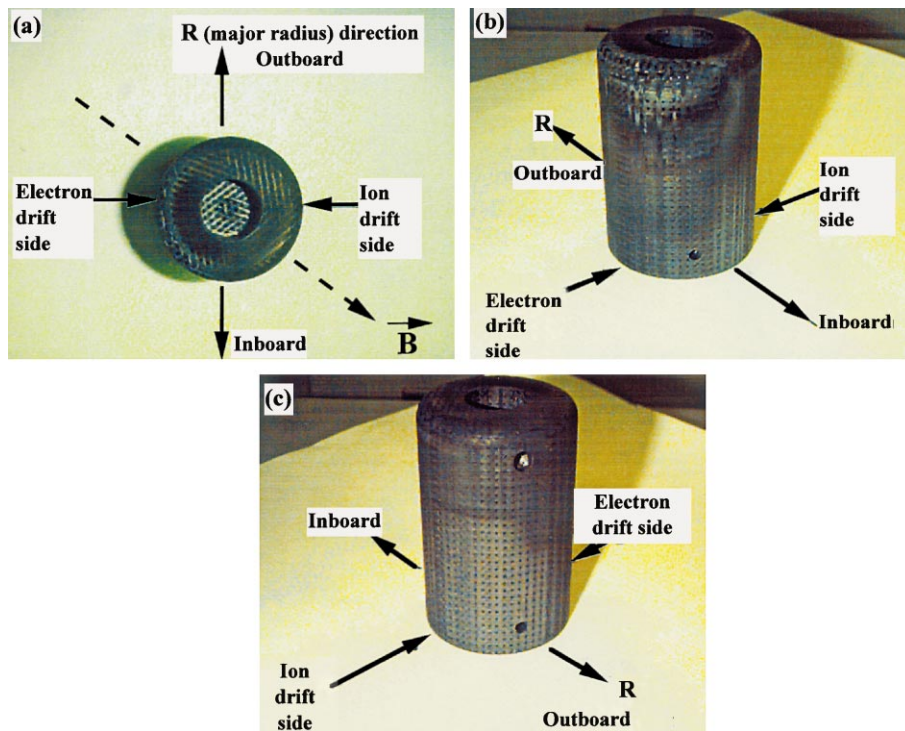 (a)
R (major radius) direction
Outboard
Electron
drift
side
Ion
drift
side
B
Inboard
(b)
R
Outboard
Ion
drift
side
Electron
drift
side
Inboard
(c)
Inboard
Electron
drift side
Ion
drift
side
R
Outboard